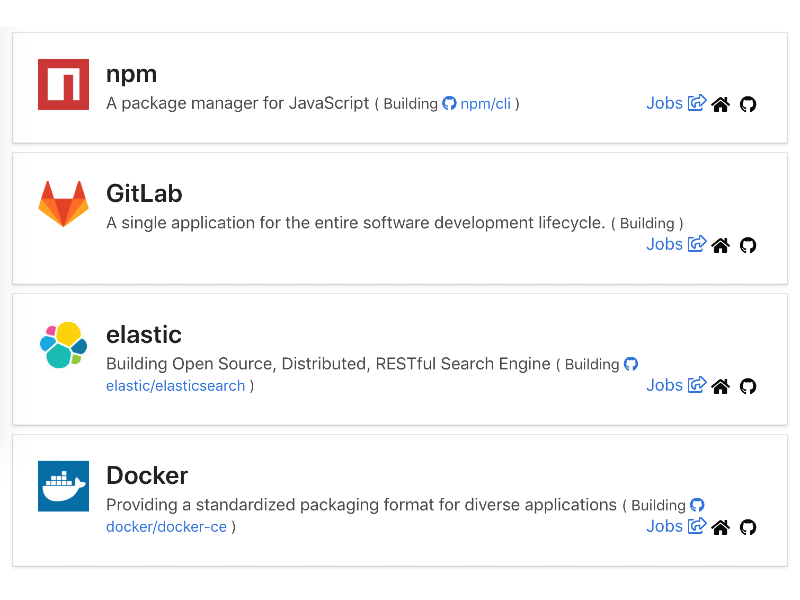 npm
A package manager for JavaScript ( Building npm/cli )
Jobs
GitLab
A single application for the entire software development lifecycle. ( Building )
Jobs
elastic
Building Open Source, Distributed, RESTful Search Engine ( Building
elastic/elasticsearch )
Jobs
Docker
Providing a standardized packaging format for diverse applications ( Building
docker/docker-ce )
Jobs